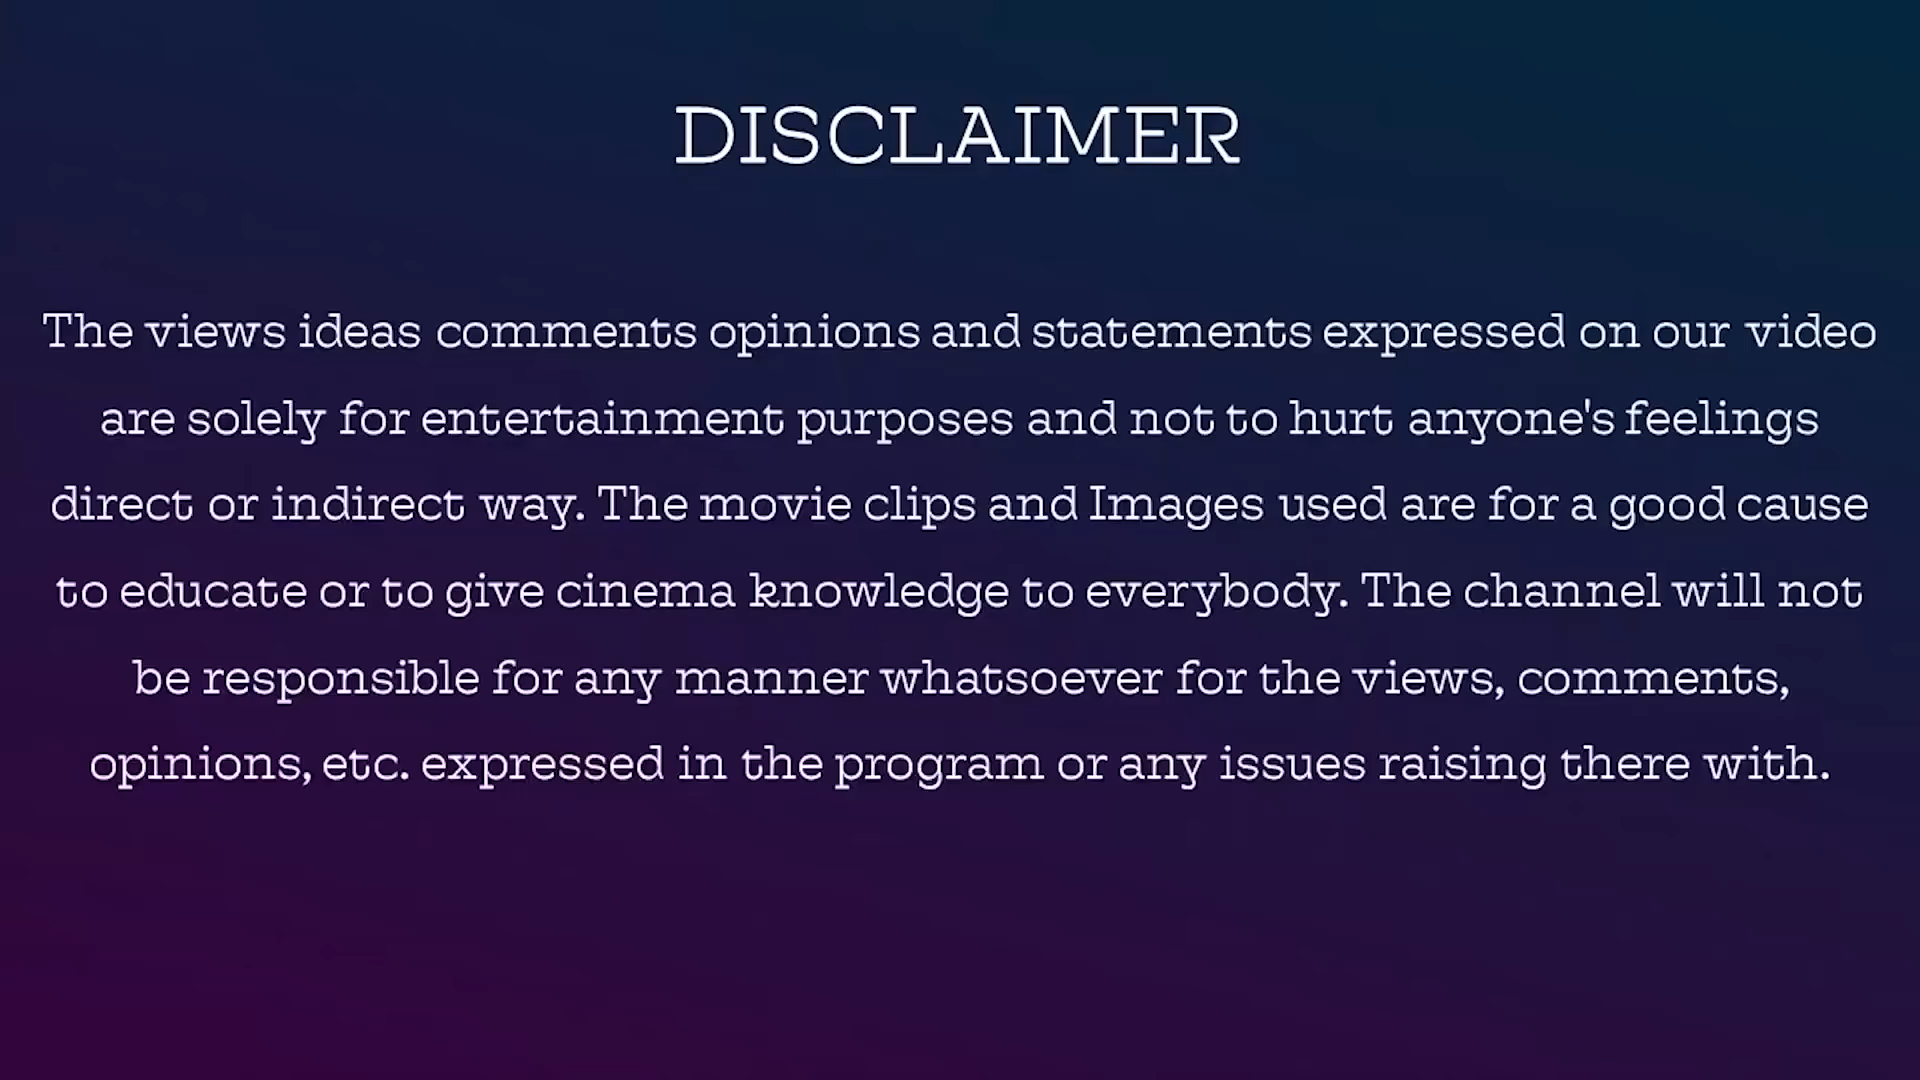 DISCLAIMER
The views ideas comments opinions and statements expressed on our video
are solely for entertainment purposes and not to hurt anyone's feelings
direct or indirect way. The movie clips and Images used are for a good cause
to educate or to give cinema knowledge to everybody. The channel will not
be responsible for any manner whatsoever for the views, comments,
opinions, etc. expressed in the program or any issues raising there with.